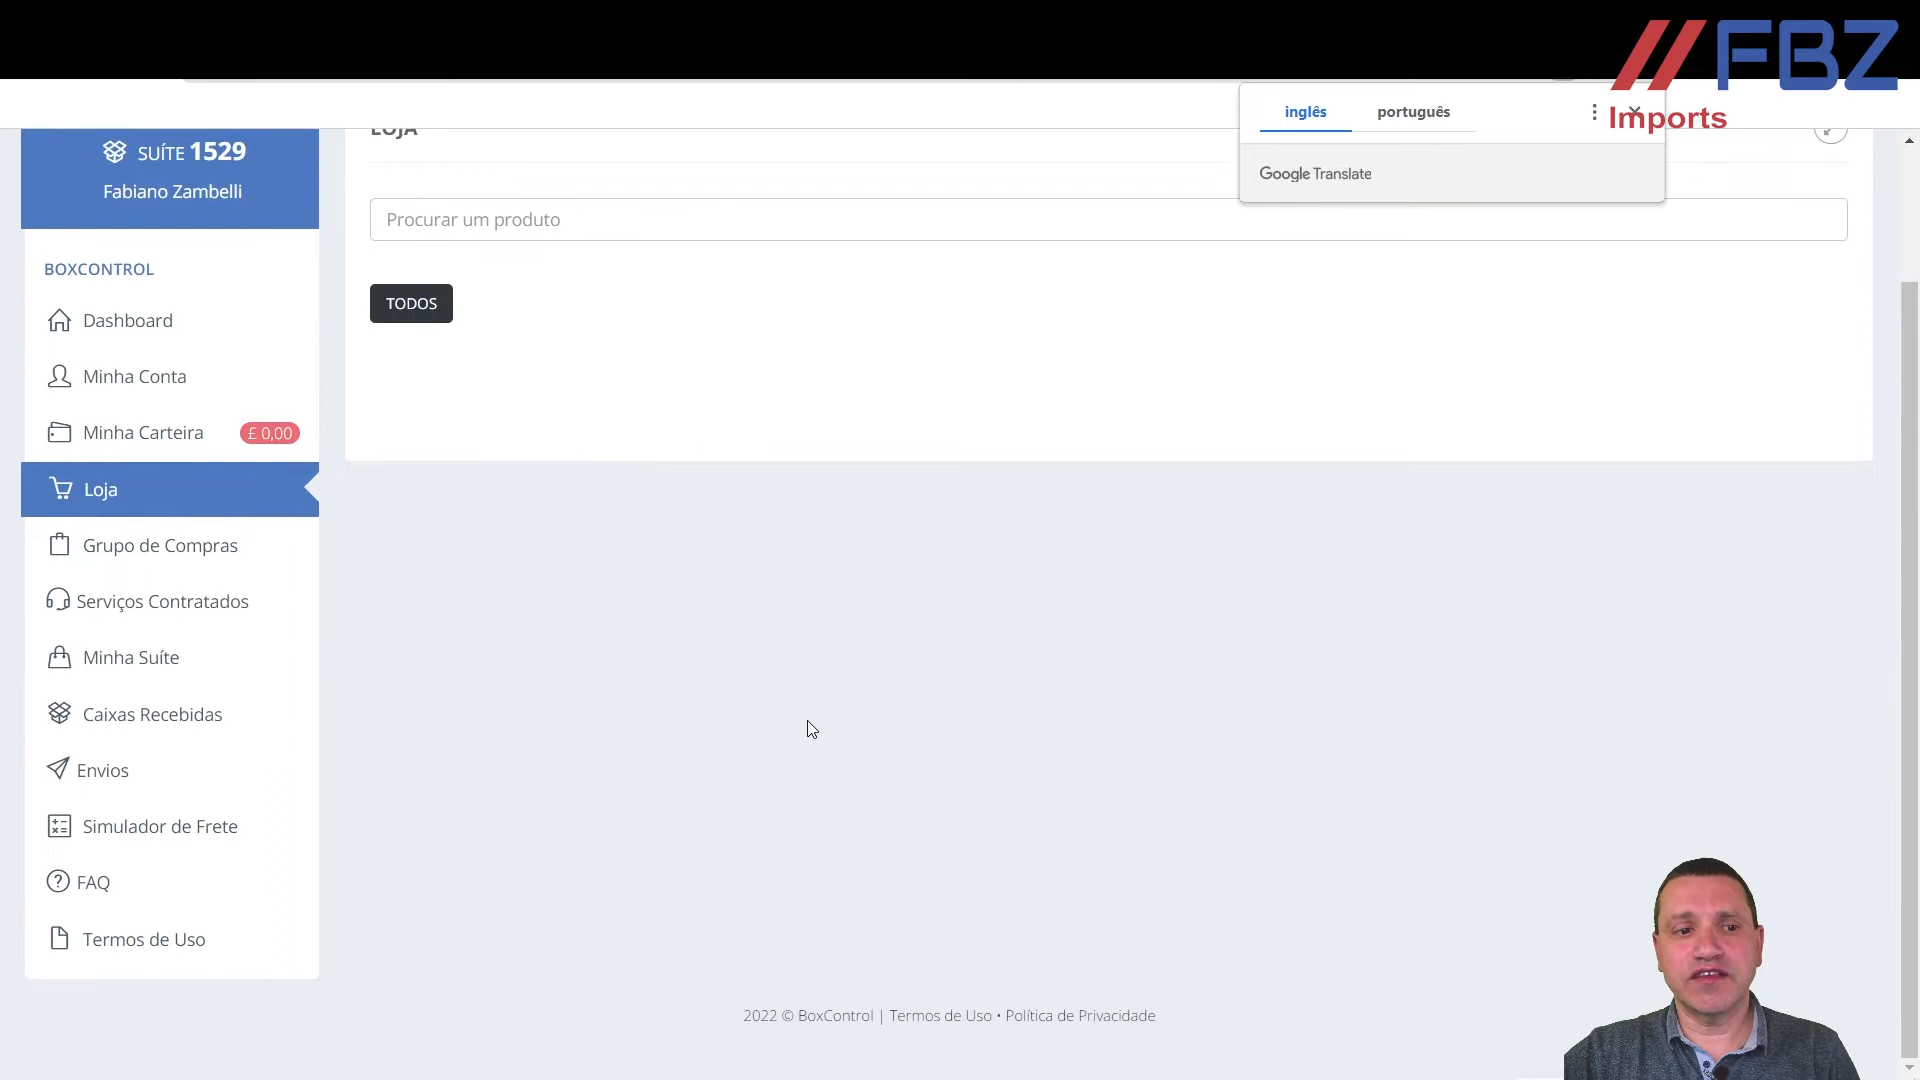 FBZ
Imports
inglês
português
Google Translate
LOJA
SUÍTE 1529
Fabiano Zambelli
Procurar um produto
TODOS
BOXCONTROL
Dashboard
Minha Conta
Minha Carteira
£ 0,00
Loja
Grupo de Compras
Serviços Contratados
Minha Suíte
Caixas Recebidas
Envios
Simulador de Frete
FAQ
Termos de Uso
2022 © BoxControl | Termos de Uso • Política de Privacidade